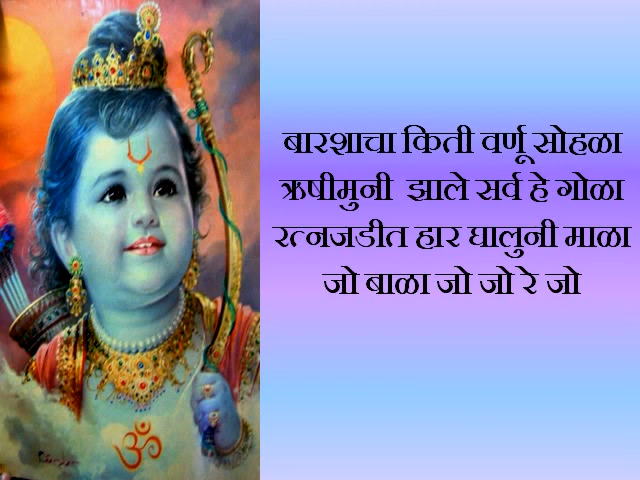 बारशाचा किती वर्णू सोहळा
ऋषीमुनी झाले सर्व हे गोळा
रत्नजडीत हार घालुनी माळा
जो बाळा जो जो रे जो
ॐ